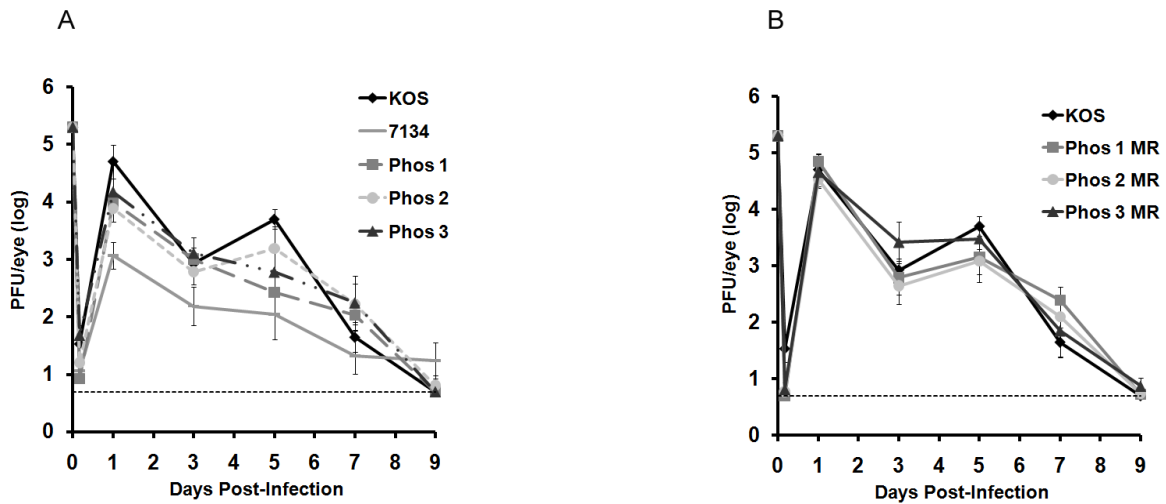 A
PFU/eye (log)
6
5
4
3
2
1
0
0 1 2 3 4 5 6 7 8 9
Days Post-Infection
KOS
7134
Phos 1
Phos 2
Phos 3
B
PFU/eye (log)
6
5
4
3
2
1
0
0 1 2 3 4 5 6 7 8 9
Days Post-Infection
KOS
Phos 1 MR
Phos 2 MR
Phos 3 MR